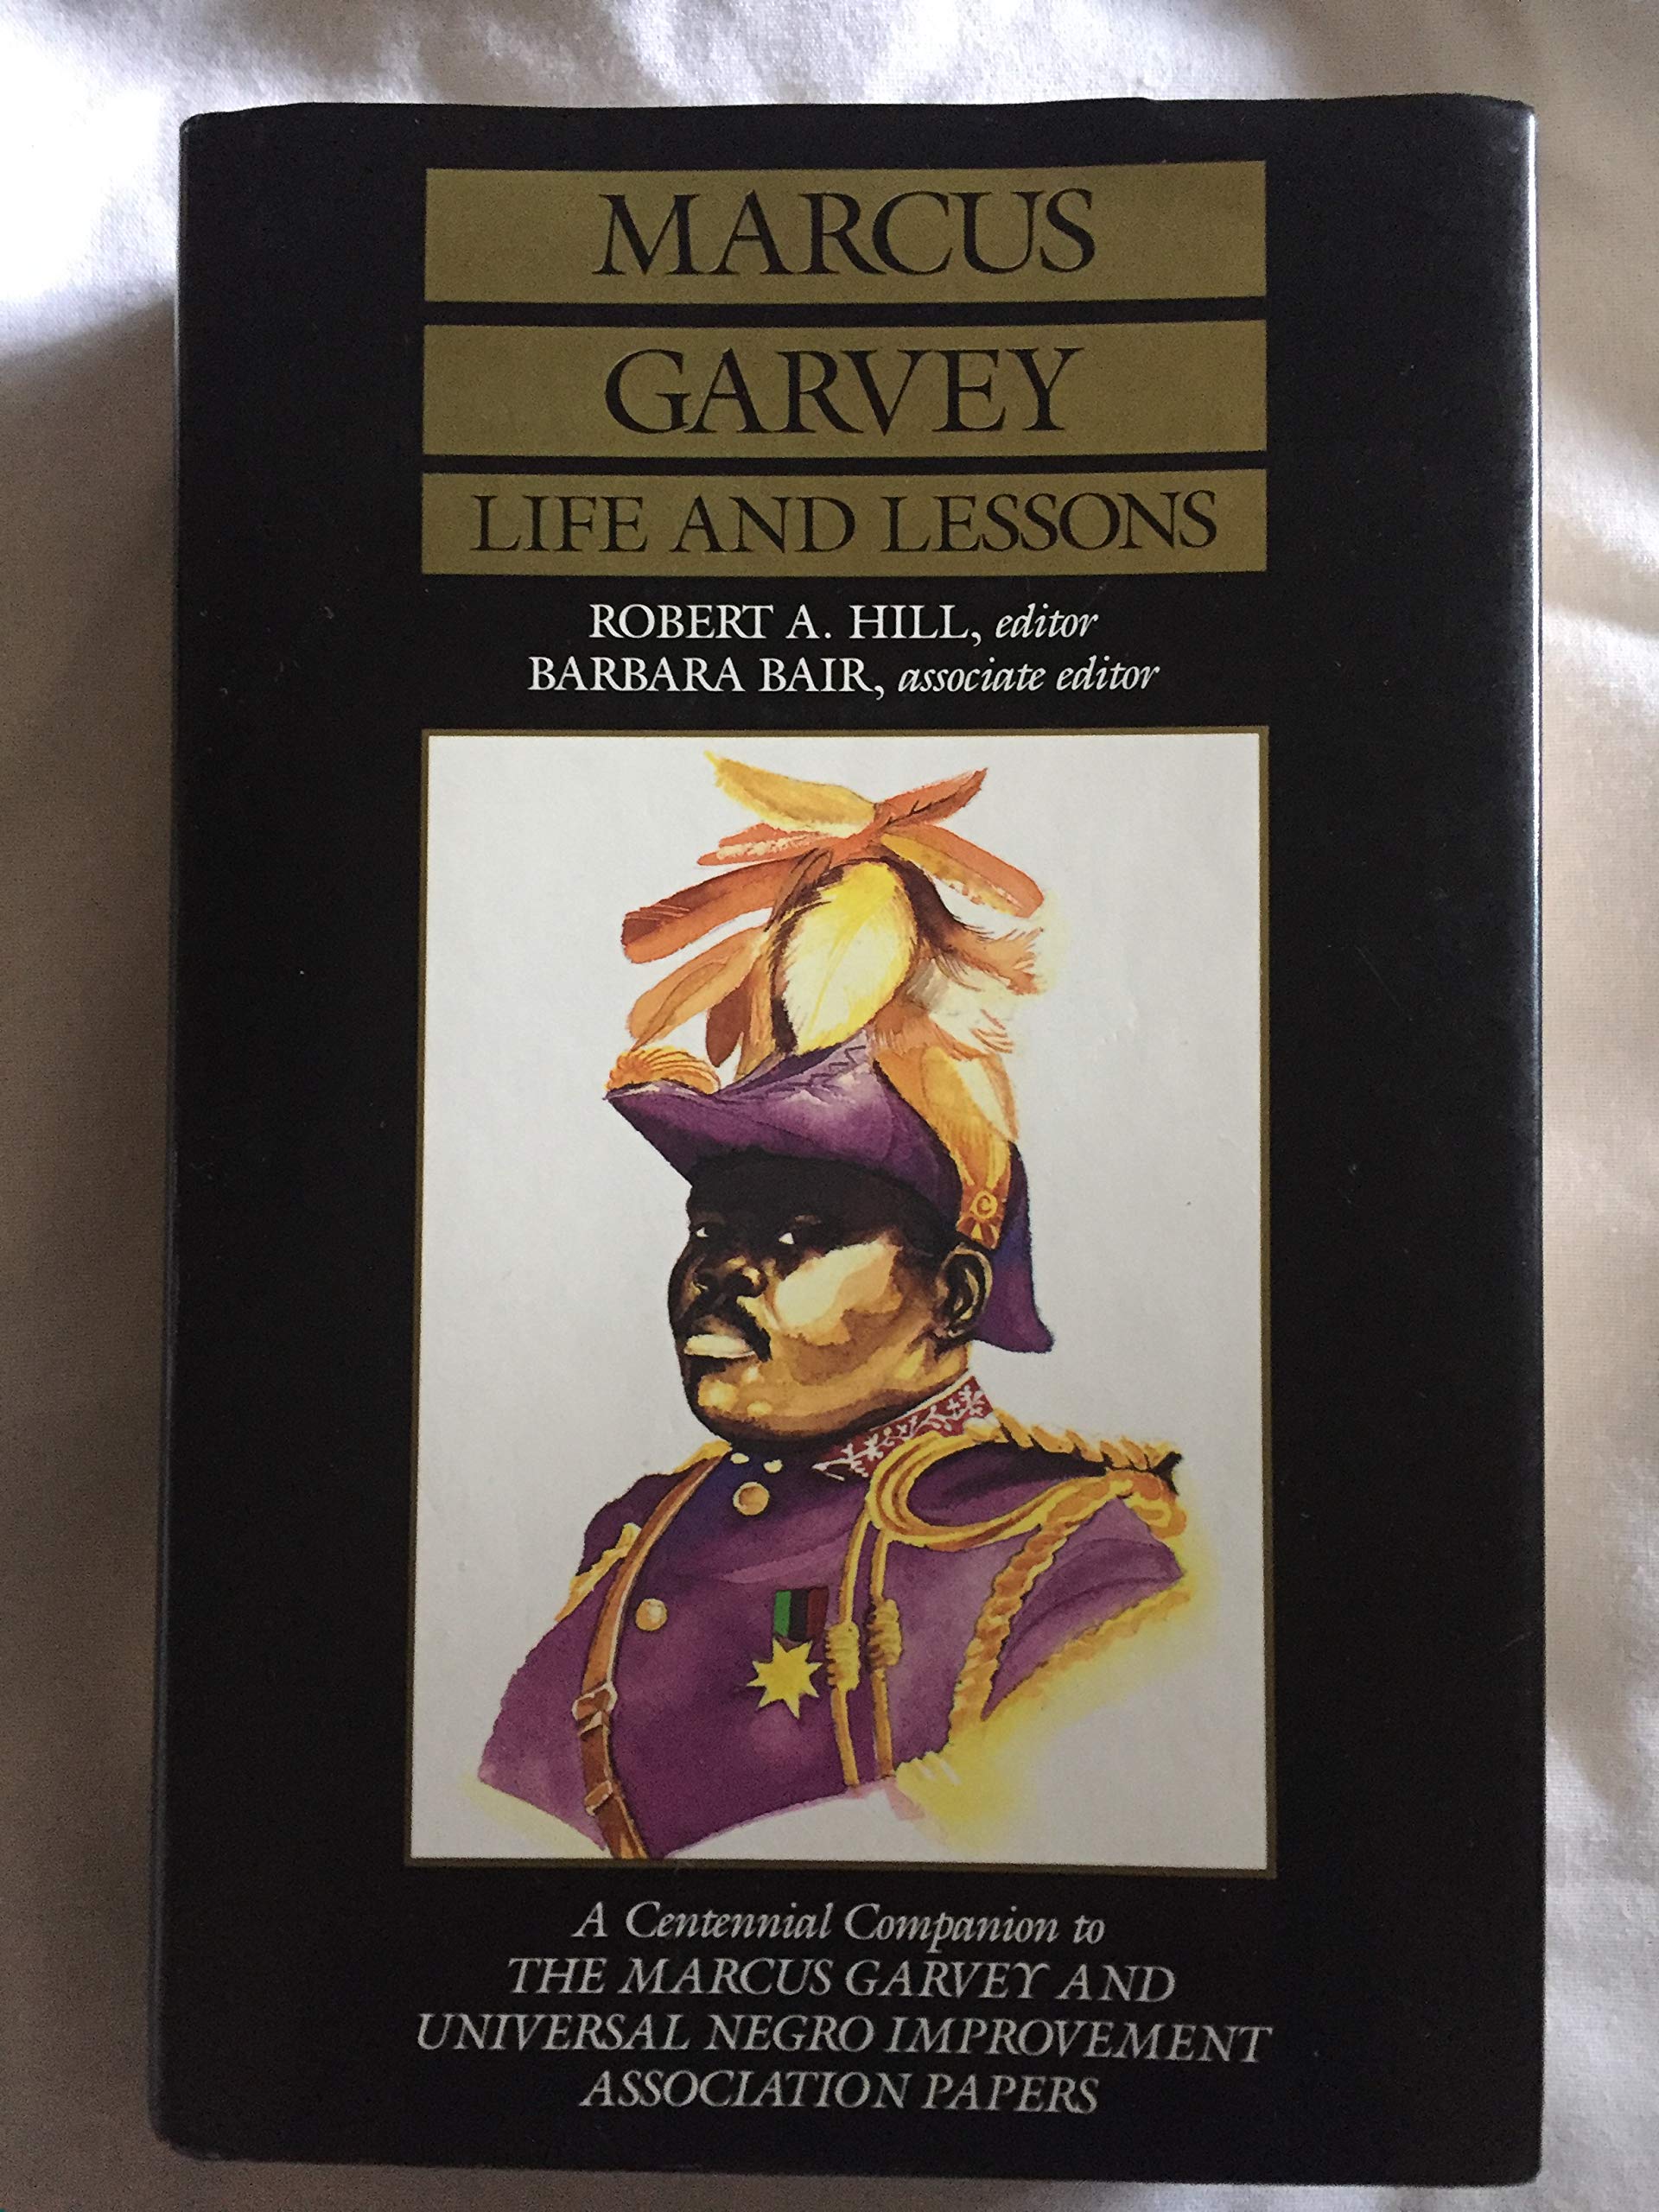 MARCUS
GARVEY
LIFE AND LESSONS
ROBERT A. HILL, editor
BARBARA BAIR, associate editor
A Centennial Companion to
THE MARCUS GARVEY AND
UNIVERSAL NEGRO IMPROVEMENT
ASSOCIATION PAPERS